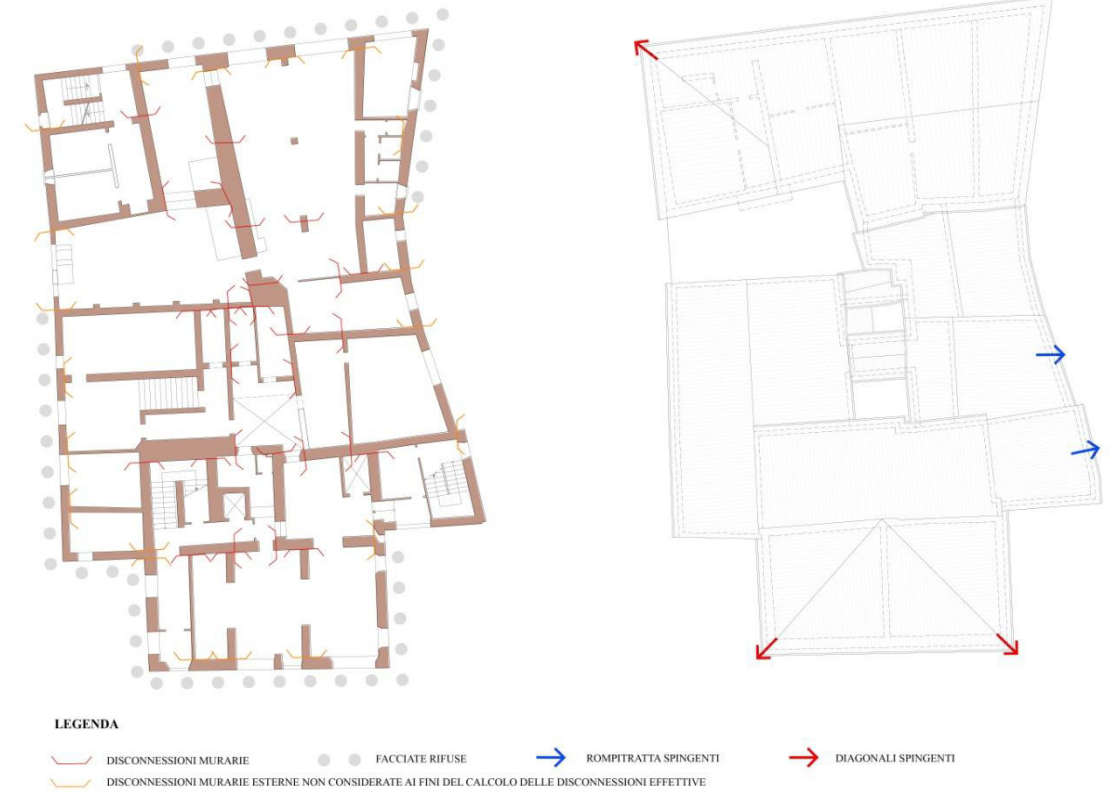 LEGENDA
DISCONNESSIONI MURARIE
FACCIATE RIFUSE
ROMPITRATTA SPINGENTI
DIAGONALI SPINGENTI
DISCONNESSIONI MURARIE ESTERNE NON CONSIDERATE AI FINI DEL CALCOLO DELLE DISCONNESSIONI EFFETTIVE